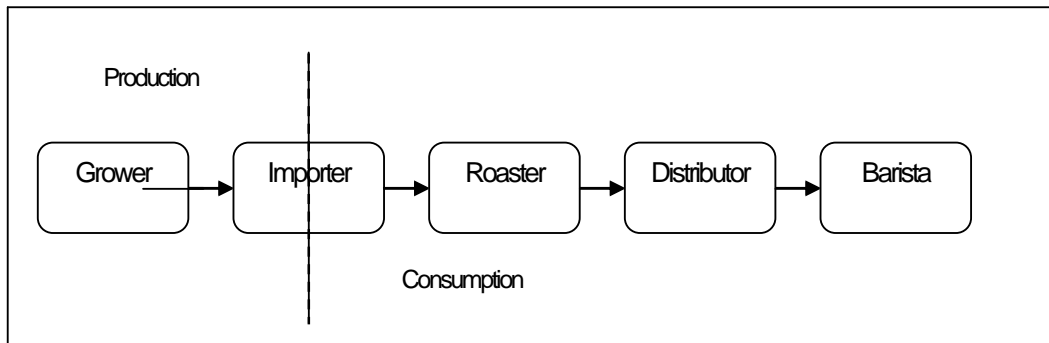 Production
Grower
Importer
Roaster
Distributor
Barista
Consumption